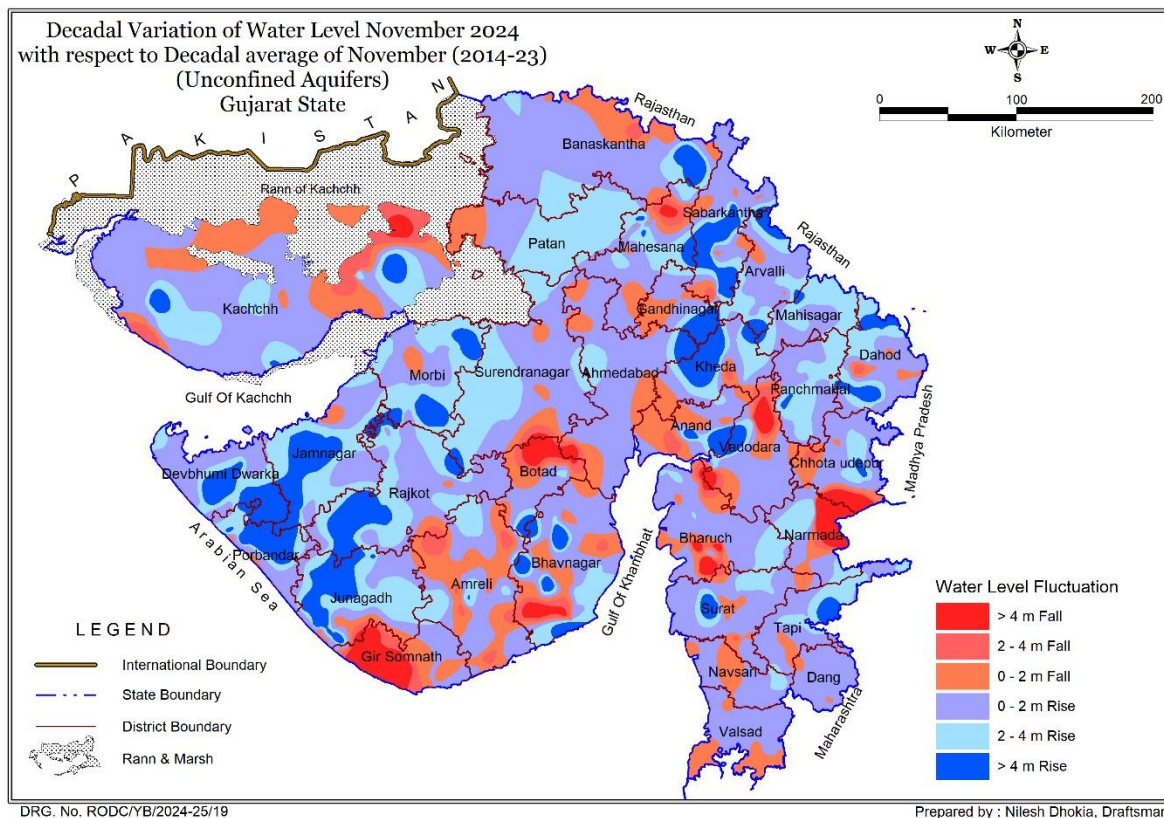 Decadal Variation of Water Level November 2024
with respect to Decadal average of November (2014-23)
(Unconfined Aquifers)
Gujarat State
N
W E
S
0 100 200
Kilometer
PAKISTAN
Rajasthan
Banaskantha
Rann of Kachchh
Sabarkantha
Patan
Mahesana
Rajasthan
Arvalli
Kachchh
Gandhinagar
Mahisagar
Dahod
Morbi
Surendranagar
Ahmedabad
Kheda
Panchmahal
Gulf Of Kachchh
Anand
Vadodara
Madhya Pradesh
Jamnagar
Devbhumi Dwarka
Botad
Chhota udepur
Rajkot
Arabian Sea
Porbandar
Bharuch
Narmada
Bhavnagar
Amreli
Gulf Of Khambhat
Junagadh
Surat
Tapi
Gir Somnath
Navsari
Dang
Maharashtra
Valsad
LEGEND
International Boundary
State Boundary
District Boundary
Rann & Marsh
Water Level Fluctuation
> 4 m Fall
2 - 4 m Fall
0 - 2 m Fall
0 - 2 m Rise
2 - 4 m Rise
> 4 m Rise
DRG. No. RODC/YB/2024-25/19
Prepared by : Nilesh Dhokia, Draftsman